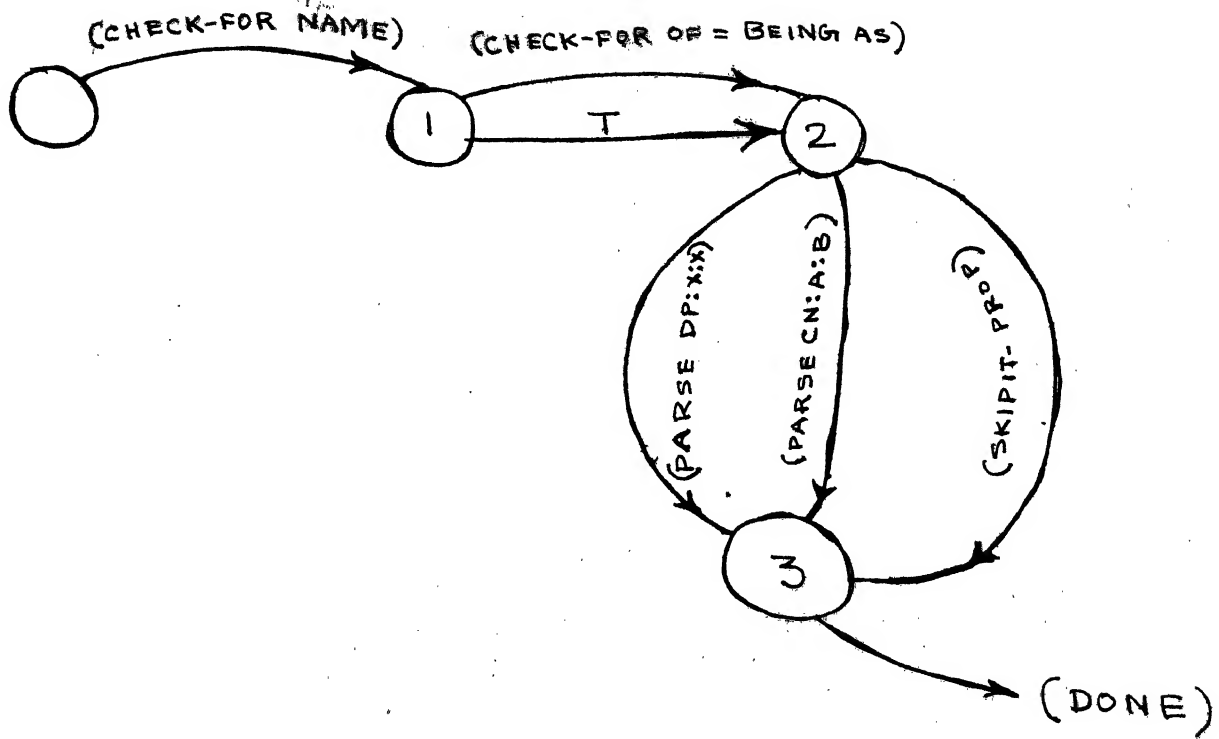 (CHECK-FOR NAME)
(CHECK-FOR OF = BEING AS)
1
T
2
(PARSE DP:X:X)
(PARSE CN:A:B)
(SKIPIT-PROP)
3
(DONE)